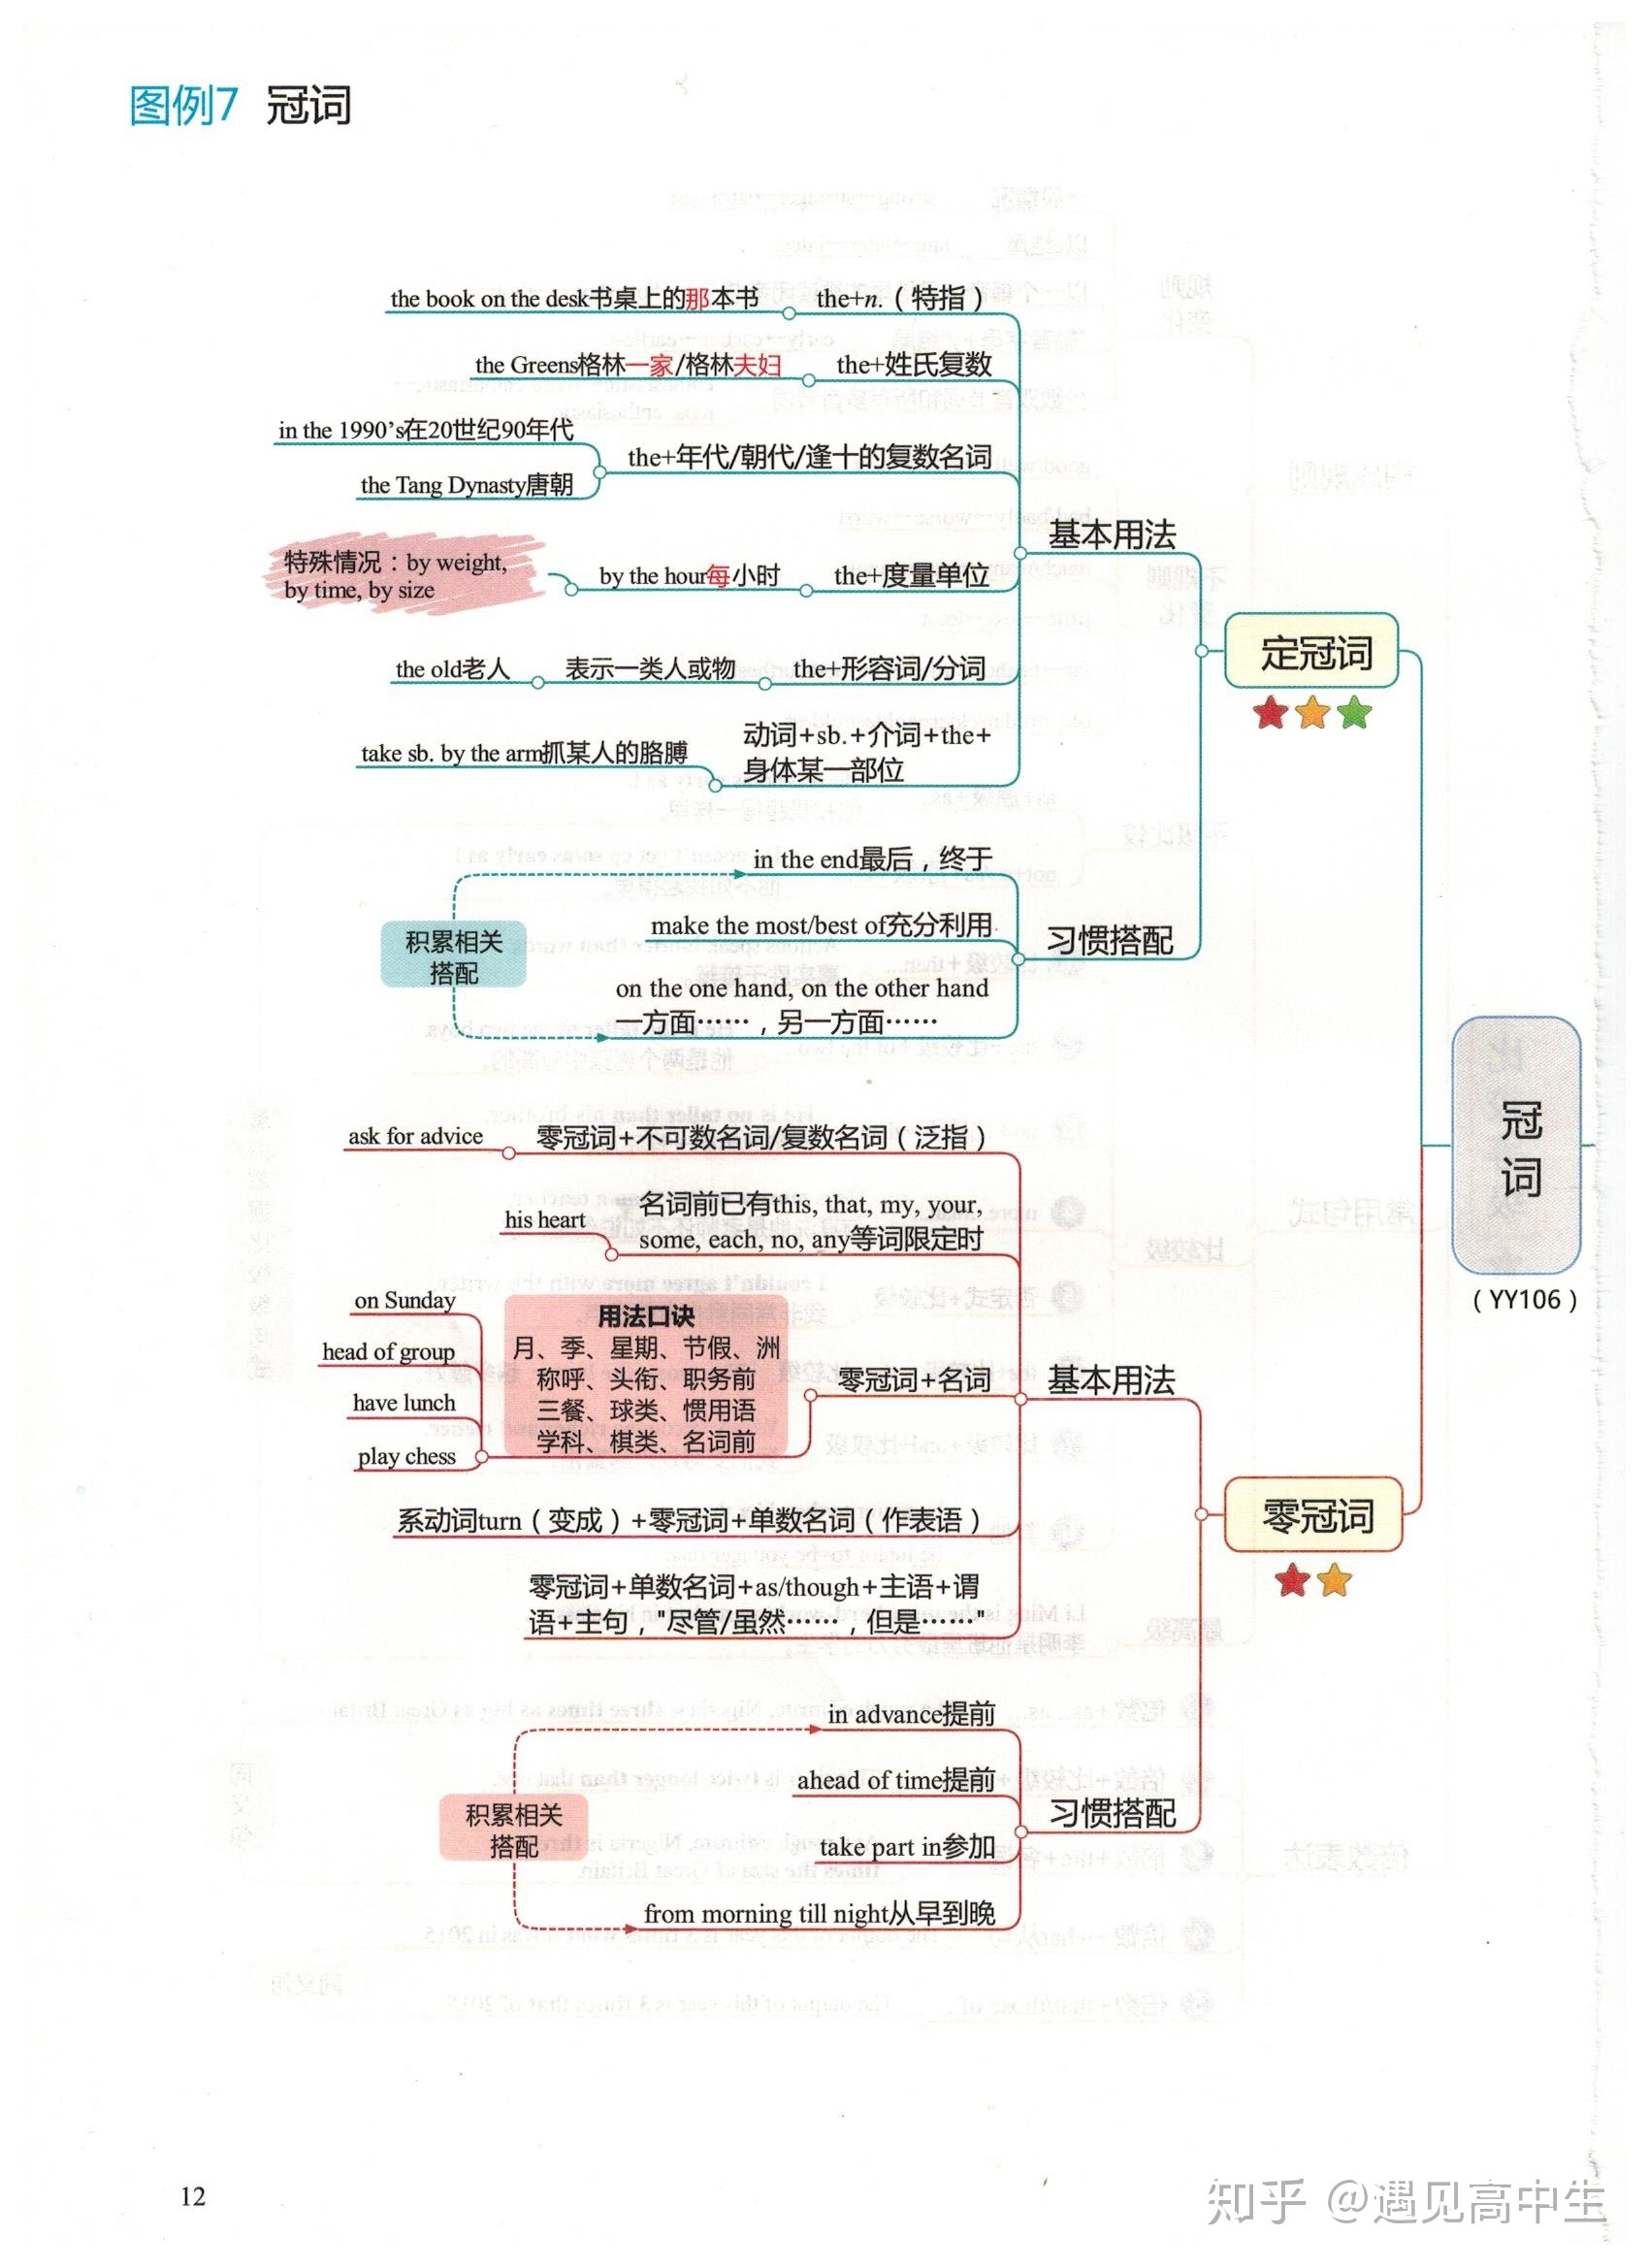 图例7 冠词
the book on the desk书桌上的那本书
the+n.（特指）
the Greens格林一家/格林夫妇
the+姓氏复数
in the 1990's在20世纪90年代
the Tang Dynasty唐朝
the+年代/朝代/逢十的复数名词
特殊情况：by weight,
by time, by size
by the hour每小时
the+度量单位
the old老人
表示一类人或物
the+形容词/分词
take sb. by the arm抓某人的胳膊
动词+sb.+介词+the+
身体某一部位
基本用法
定冠词
in the end最后，终于
make the most/best of充分利用
on the one hand, on the other hand
一方面……，另一方面……
积累相关
搭配
习惯搭配
冠词
（YY106）
ask for advice
零冠词+不可数名词/复数名词（泛指）
his heart
名词前已有this, that, my, your,
some, each, no, any等词限定时
on Sunday
head of group
have lunch
play chess
用法口诀
月、季、星期、节假、洲
称呼、头衔、职务前
三餐、球类、惯用语
学科、棋类、名词前
零冠词+名词
基本用法
系动词turn（变成）+零冠词+单数名词（作表语）
零冠词+单数名词+as/though+主语+谓
语+主句，"尽管/虽然……，但是……"
零冠词
in advance提前
ahead of time提前
take part in参加
from morning till night从早到晚
积累相关
搭配
习惯搭配
12
知乎 @遇见高中生